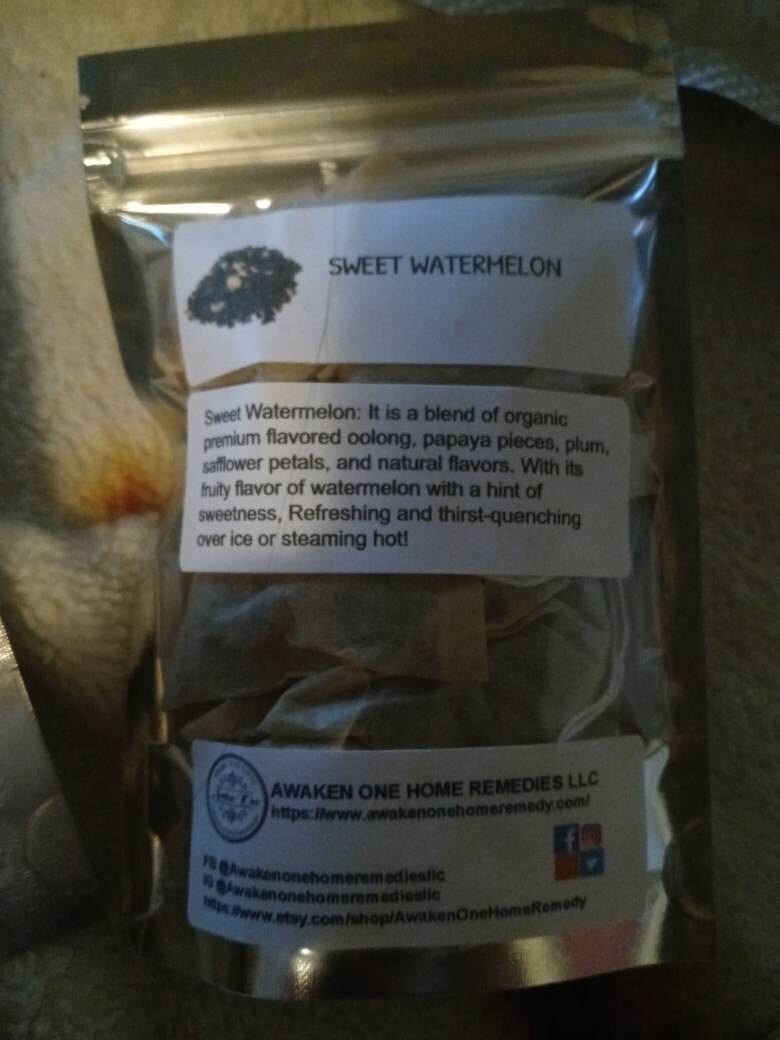 SWEET WATERMELON
Sweet Watermelon: It is a blend of organic
premium flavored oolong, papaya pieces, plum,
safflower petals, and natural flavors. With its
fruity flavor of watermelon with a hint of
sweetness, Refreshing and thirst-quenching
over ice or steaming hot!
AWAKEN ONE HOME REMEDIES LLC
https://www.awakenonehomeremedy.com/
FB @Awakenonehomeremediesllc
IG @Awakenonehomeremediesllc
https://www.etsy.com/shop/AwakenOneHomeRemedy